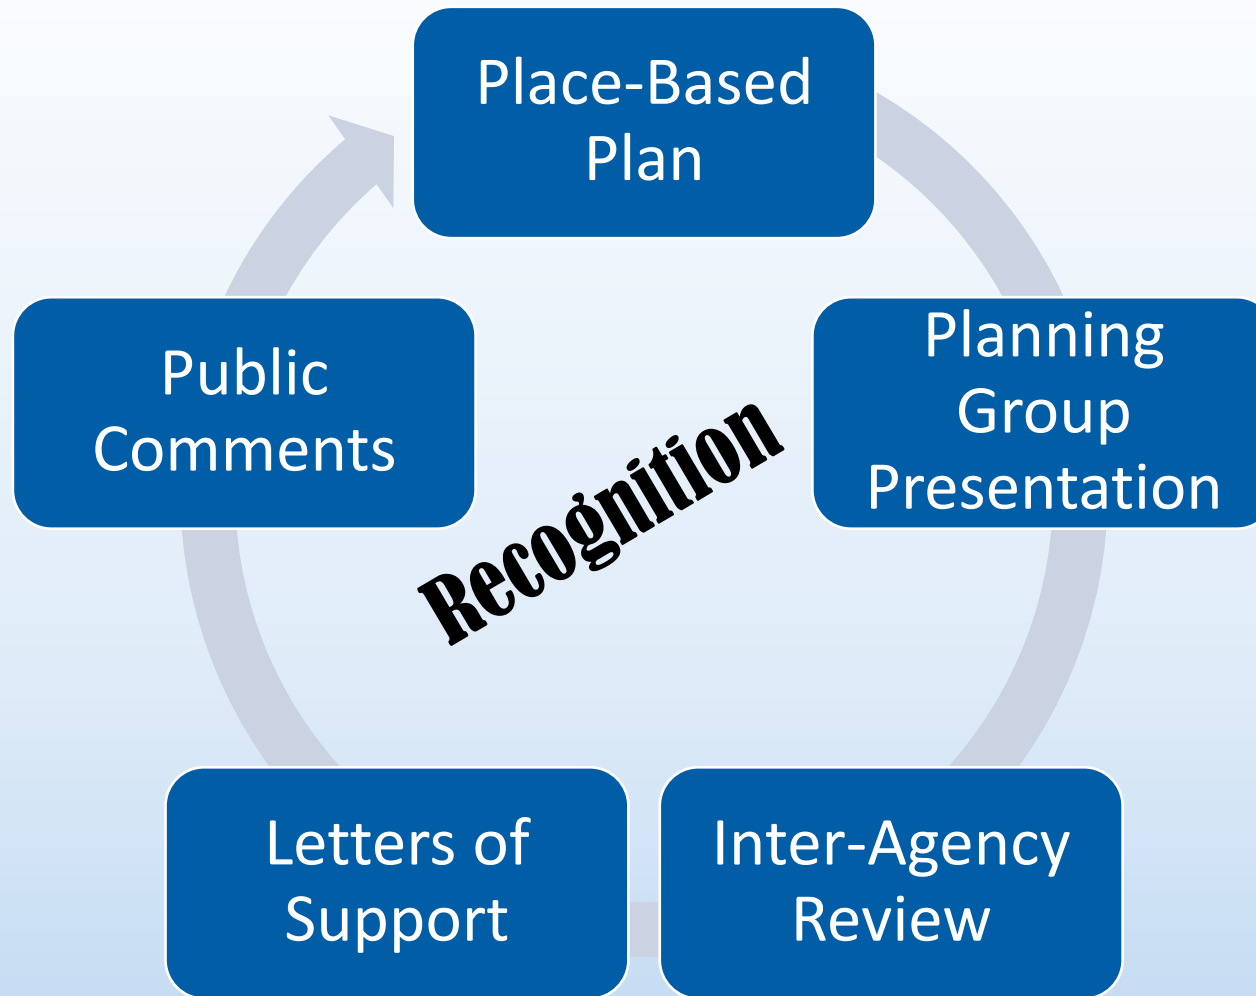 Place-Based
Plan
Planning
Group
Presentation
Inter-Agency
Review
Letters of
Support
Public
Comments
Recognition